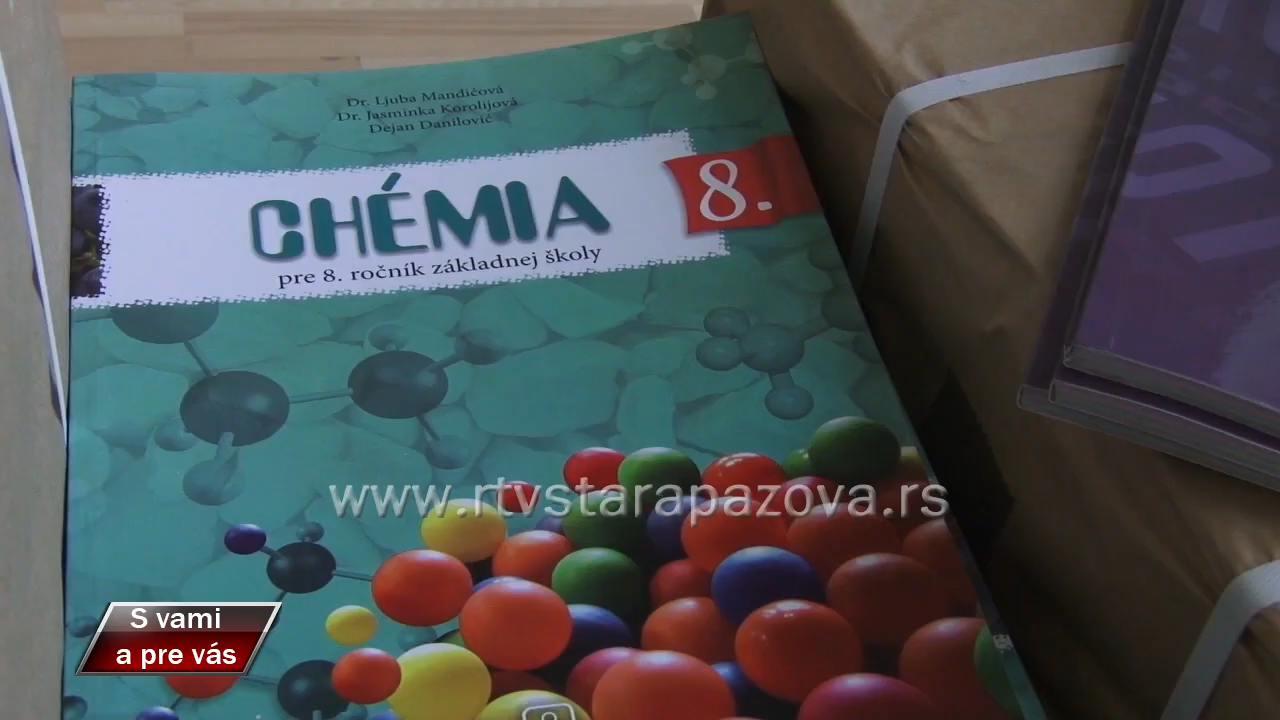 Dr. Ljuba Mandičová
Dr. Jasminka Korolijová
Dejan Danilović
CHÉMIA
8.
pre 8. ročník základnej školy
www.rtvstarapazova.rs
S vami
a pre vás